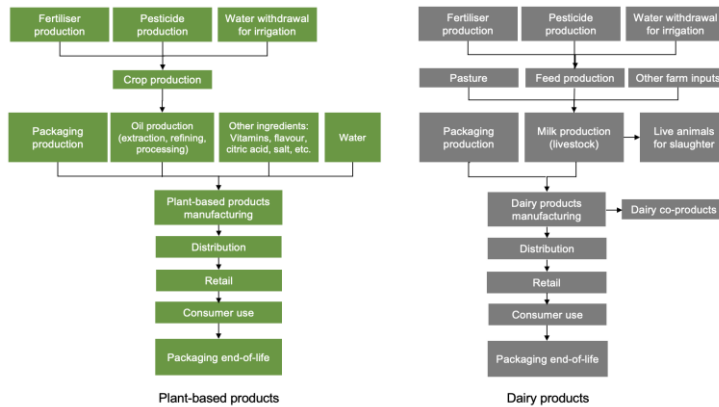 Fertiliser
production
Pesticide
production
Water withdrawal
for irrigation
Crop production
Packaging
production
Oil production
(extraction, refining,
processing)
Other ingredients:
Vitamins, flavour,
citric acid, salt, etc.
Water
Plant-based products
manufacturing
Distribution
Retail
Consumer use
Packaging end-of-life
Plant-based products
Fertiliser
production
Pesticide
production
Water withdrawal
for irrigation
Pasture
Feed production
Other farm inputs
Packaging
production
Milk production
(livestock)
Live animals
for slaughter
Dairy products
manufacturing
Dairy co-products
Distribution
Retail
Consumer use
Packaging end-of-life
Dairy products